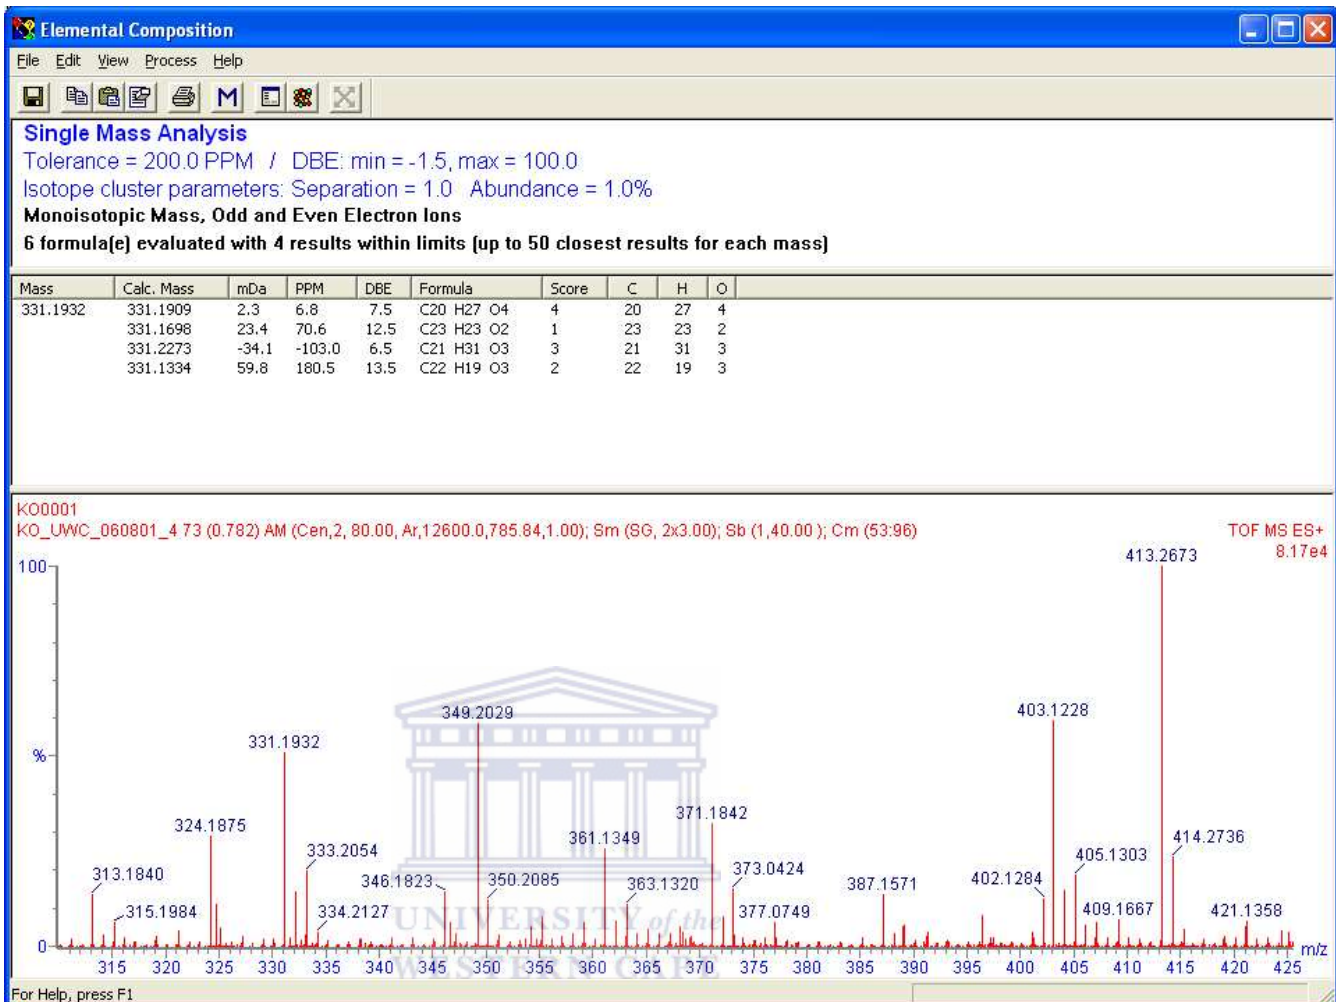 Elemental Composition
File Edit View Process Help
M
Single Mass Analysis
Tolerance = 200.0 PPM / DBE: min = -1.5, max = 100.0
Isotope cluster parameters: Separation = 1.0 Abundance = 1.0%
Monoisotopic Mass, Odd and Even Electron Ions
6 formula(e) evaluated with 4 results within limits (up to 50 closest results for each mass)
Mass Calc. Mass mDa PPM DBE Formula Score C H O
331.1932 331.1909 2.3 6.8 7.5 C20 H27 O4 4 20 27 4
331.1698 23.4 70.6 12.5 C23 H23 O2 1 23 23 2
331.2273 -34.1 -103.0 6.5 C21 H31 O3 3 21 31 3
331.1334 59.8 180.5 13.5 C22 H19 O3 2 22 19 3
KO0001
KO_UWC_060801_4 73 (0.782) AM (Cen,2, 80.00, Ar,12600.0,785.84,1.00); Sm (SG, 2x3.00); Sb (1,40.00 ); Cm (53:96)
TOF MS ES+
8.17e4
413.2673
100
349.2029
403.1228
331.1932
%
371.1842
324.1875
361.1349
414.2736
333.2054
405.1303
313.1840
346.1823
350.2085
363.1320
373.0424
387.1571
402.1284
315.1984
334.2127
377.0749
409.1667
421.1358
UNIVERSITY of the
0
m/z
315 320 325 330 335 340 345 350 355 360 365 370 375 380 385 390 395 400 405 410 415 420 425
WESTERN CAPE
For Help, press F1